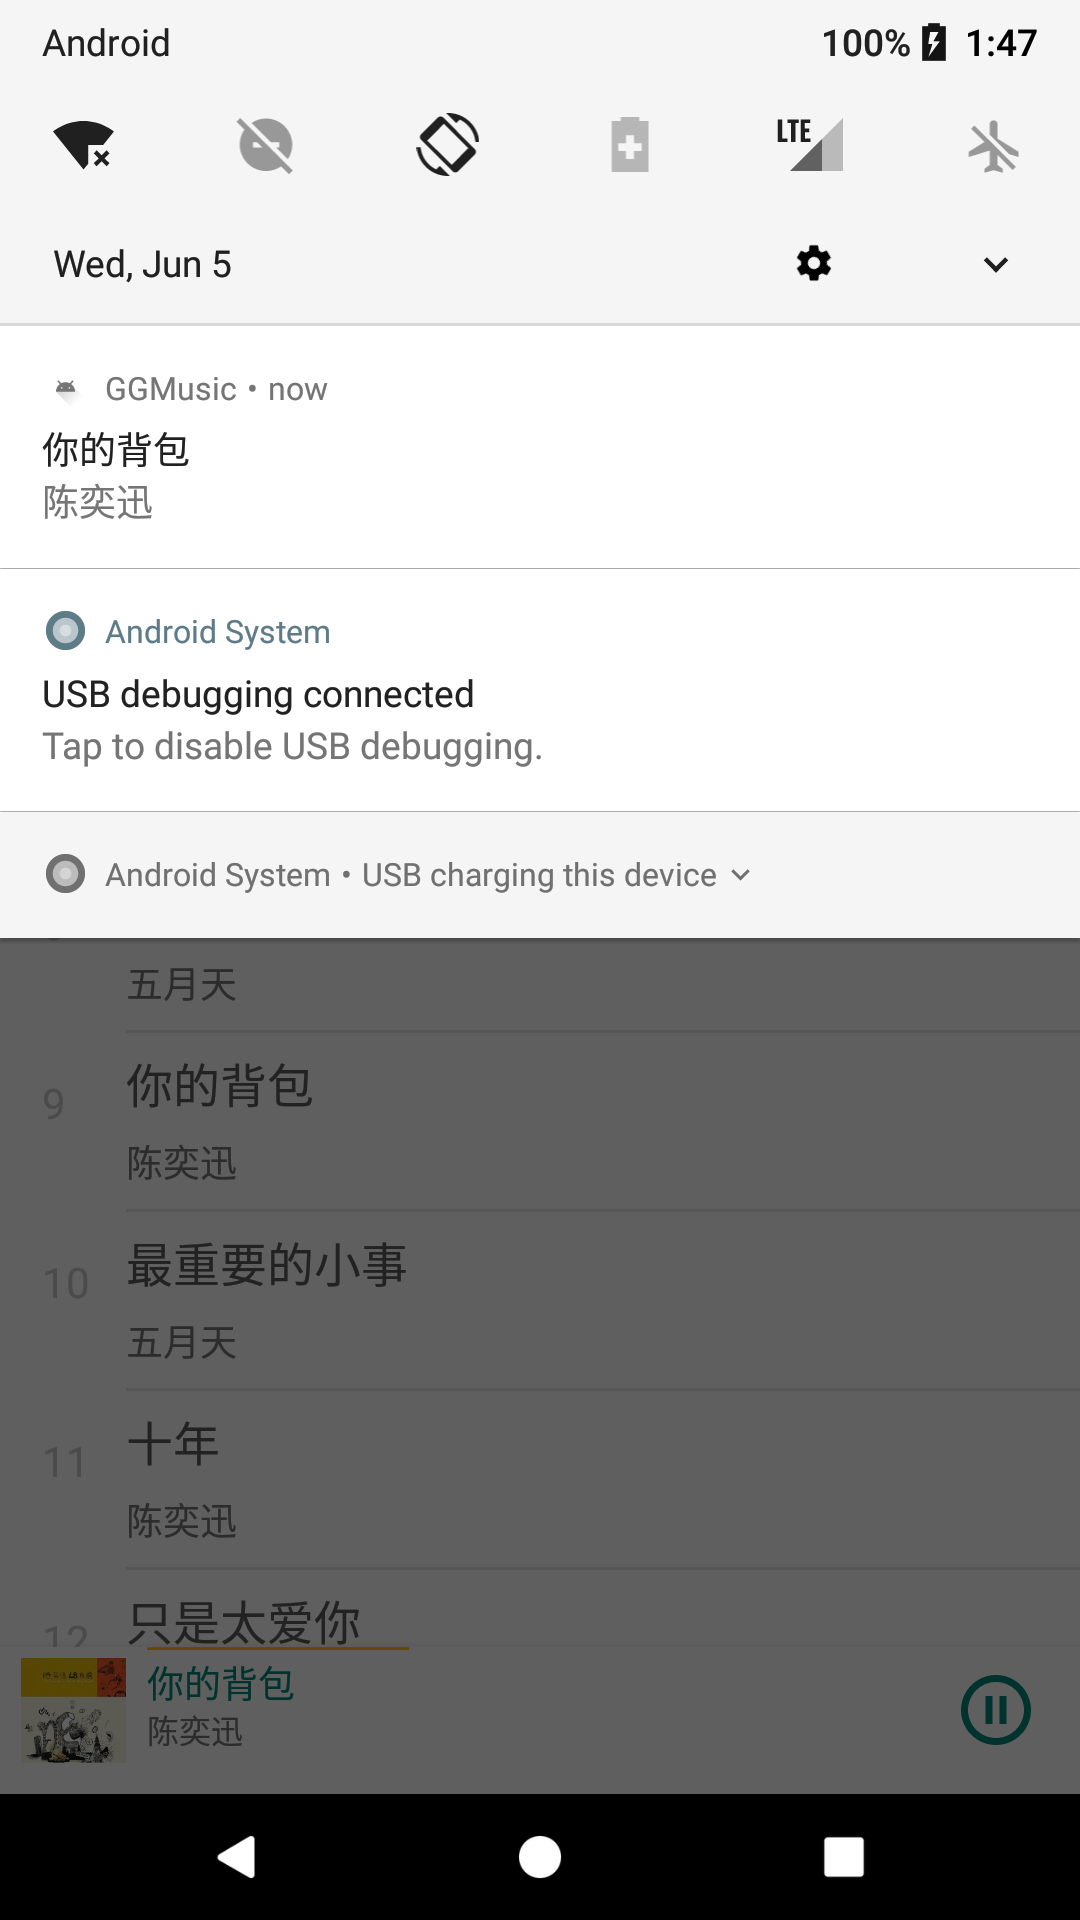 Android 100% 1:47
LTE
Wed, Jun 5
GGMusic • now
你的背包
陈奕迅
Android System
USB debugging connected
Tap to disable USB debugging.
Android System • USB charging this device
五月天
9 你的背包
陈奕迅
10 最重要的小事
五月天
11 十年
陈奕迅
12 只是太爱你
你的背包
陈奕迅